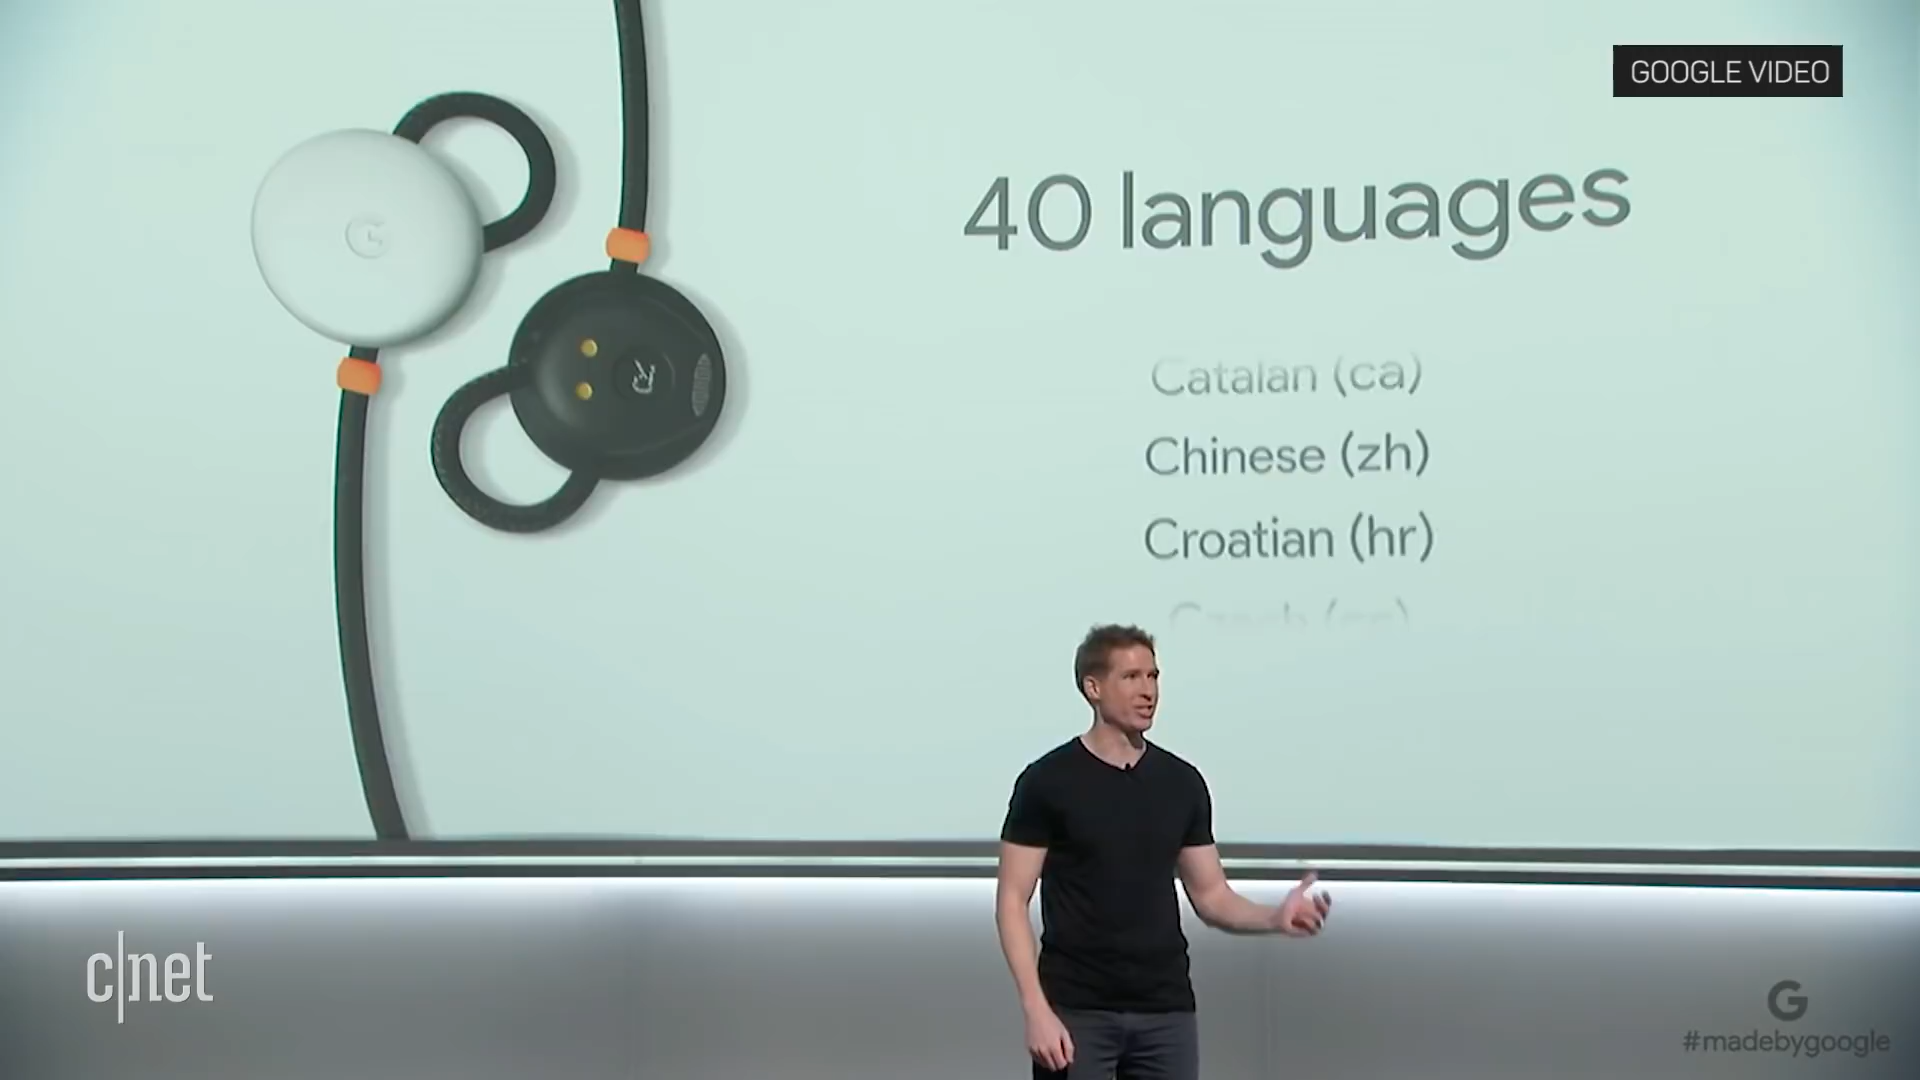 GOOGLE VIDEO
40 languages
Catalan (ca)
Chinese (zh)
Croatian (hr)
c|net
G
#madebygoogle